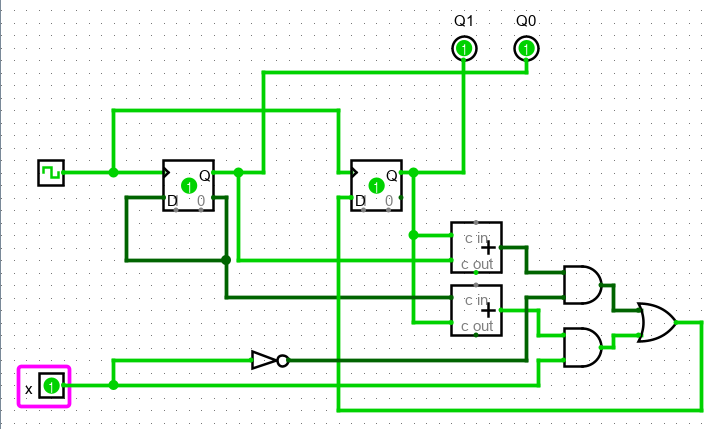 Q1 Q0
1 1
Q Q
1 1
D 0 D 0
c in
+
c out
c in
+
c out
x 1